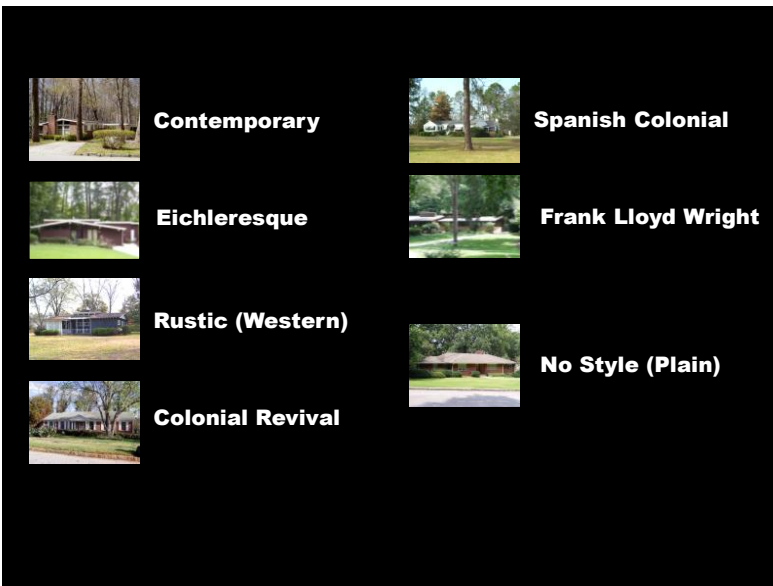 Contemporary
Eichleresque
Rustic (Western)
Colonial Revival
Spanish Colonial
Frank Lloyd Wright
No Style (Plain)